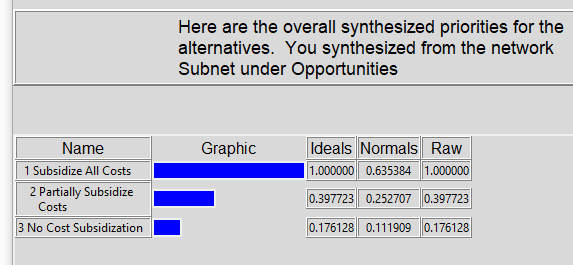 Here are the overall synthesized priorities for the
alternatives.  You synthesized from the network
Subnet under Opportunities
Name Graphic Ideals Normals Raw
1 Subsidize All Costs 1.000000 0.635384 1.000000
2 Partially Subsidize
Costs 0.397723 0.252707 0.397723
3 No Cost Subsidization 0.176128 0.111909 0.176128